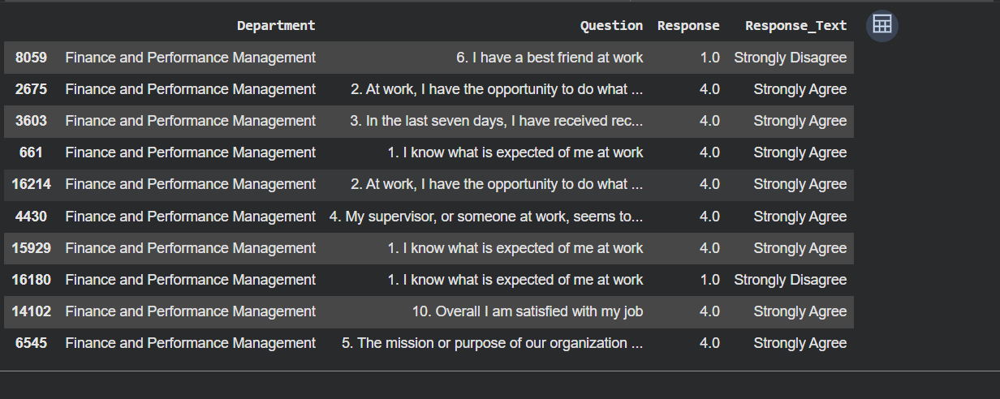 Department Question Response Response_Text
8059 Finance and Performance Management 6. I have a best friend at work 1.0 Strongly Disagree
2675 Finance and Performance Management 2. At work, I have the opportunity to do what ... 4.0 Strongly Agree
3603 Finance and Performance Management 3. In the last seven days, I have received rec... 4.0 Strongly Agree
661 Finance and Performance Management 1. I know what is expected of me at work 4.0 Strongly Agree
16214 Finance and Performance Management 2. At work, I have the opportunity to do what ... 4.0 Strongly Agree
4430 Finance and Performance Management 4. My supervisor, or someone at work, seems to... 4.0 Strongly Agree
15929 Finance and Performance Management 1. I know what is expected of me at work 4.0 Strongly Agree
16180 Finance and Performance Management 1. I know what is expected of me at work 1.0 Strongly Disagree
14102 Finance and Performance Management 10. Overall I am satisfied with my job 4.0 Strongly Agree
6545 Finance and Performance Management 5. The mission or purpose of our organization ... 4.0 Strongly Agree